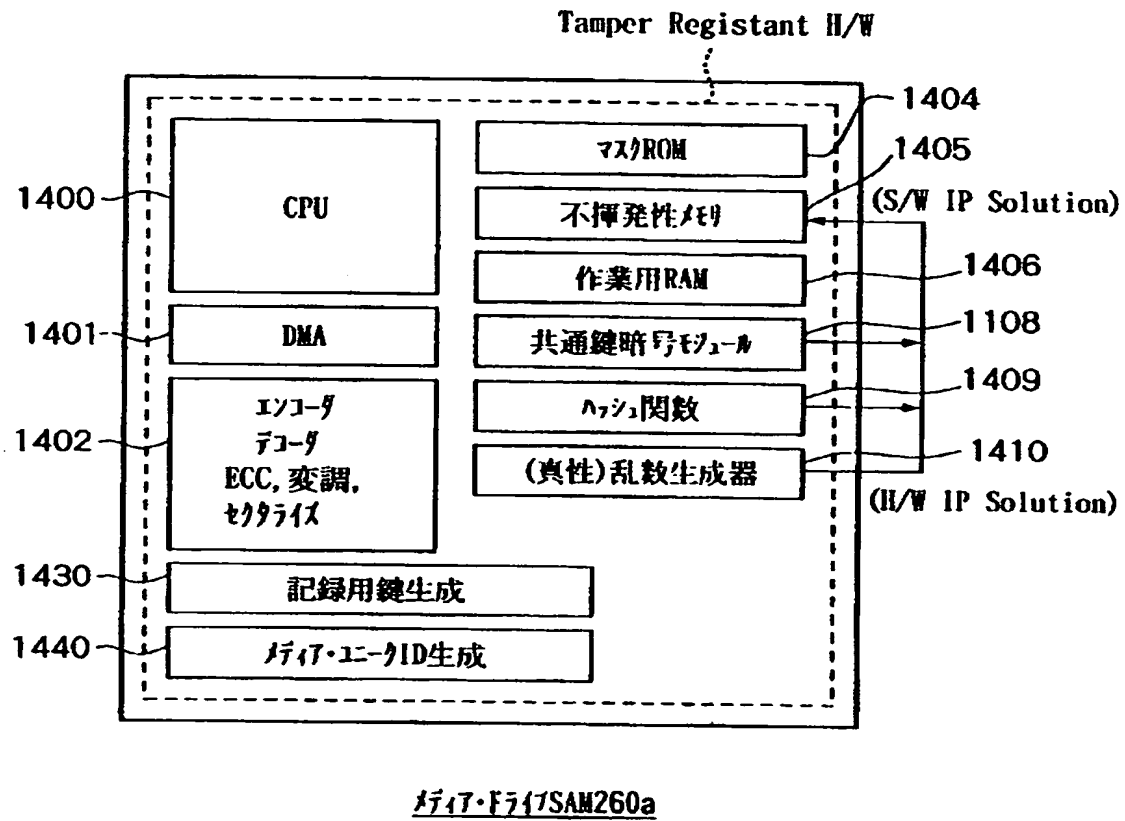 Tamper Registant H/W
1404
マスクROM
1405
1400
CPU
不揮発性メモリ
(S/W IP Solution)
作業用RAM
1406
1401
DMA
共通鍵暗号モジュール
1108
エンコーダ
ハッシュ関数
1409
1402
デコーダ
ECC, 変調,
(真性)乱数生成器
1410
セクタライズ
(H/W IP Solution)
1430
記録用鍵生成
1440
メディア・ユニークID生成
メディア・ドライブSAM260a